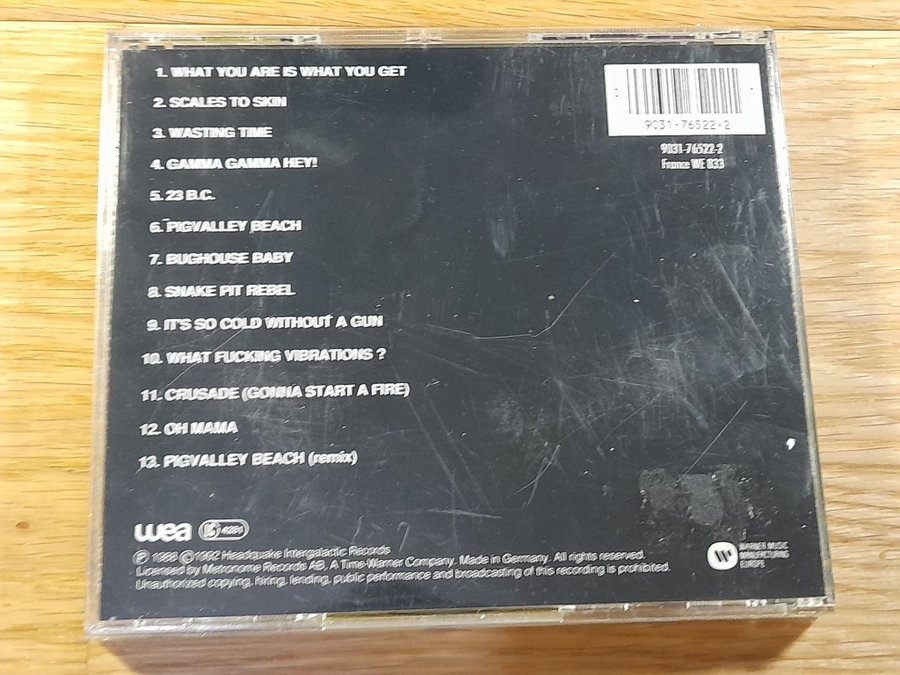 1. WHAT YOU ARE IS WHAT YOU GET
2. SCALES TO SKIN
3. WASTING TIME
4. GAMMA GAMMA HEY!
5. 23 B.C.
6. PIGVALLEY BEACH
7. BUGHOUSE BABY
8. SNAKE PIT REBEL
9. IT'S SO COLD WITHOUT A GUN
10. WHAT FUCKING VIBRATIONS ?
11. CRUSADE (GONNA START A FIRE)
12. OH MAMA
13. PIGVALLEY BEACH (remix)
9031-76522-2
9031-76522-2
France WE 833
wea
℗ 1988 © 1992 Headquake Intergalactic Records
Licensed by Metronome Records AB, A Time-Warner Company. Made in Germany. All rights reserved.
Unauthorized copying, hiring, lending, public performance and broadcasting of this recording is prohibited.
WARNER MUSIC
MANUFACTURING
EUROPE